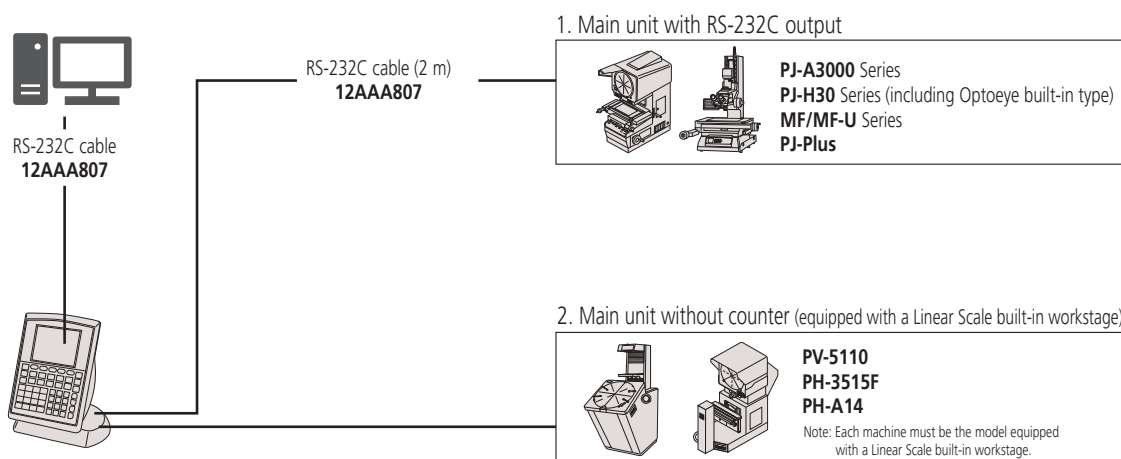 1. Main unit with RS-232C output
RS-232C cable (2 m)
12AAA807
PJ-A3000 Series
PJ-H30 Series (including Optoeye built-in type)
MF/MF-U Series
PJ-Plus
RS-232C cable
12AAA807
2. Main unit without counter (equipped with a Linear Scale built-in workstage)
PV-5110
PH-3515F
PH-A14
Note: Each machine must be the model equipped
with a Linear Scale built-in workstage.